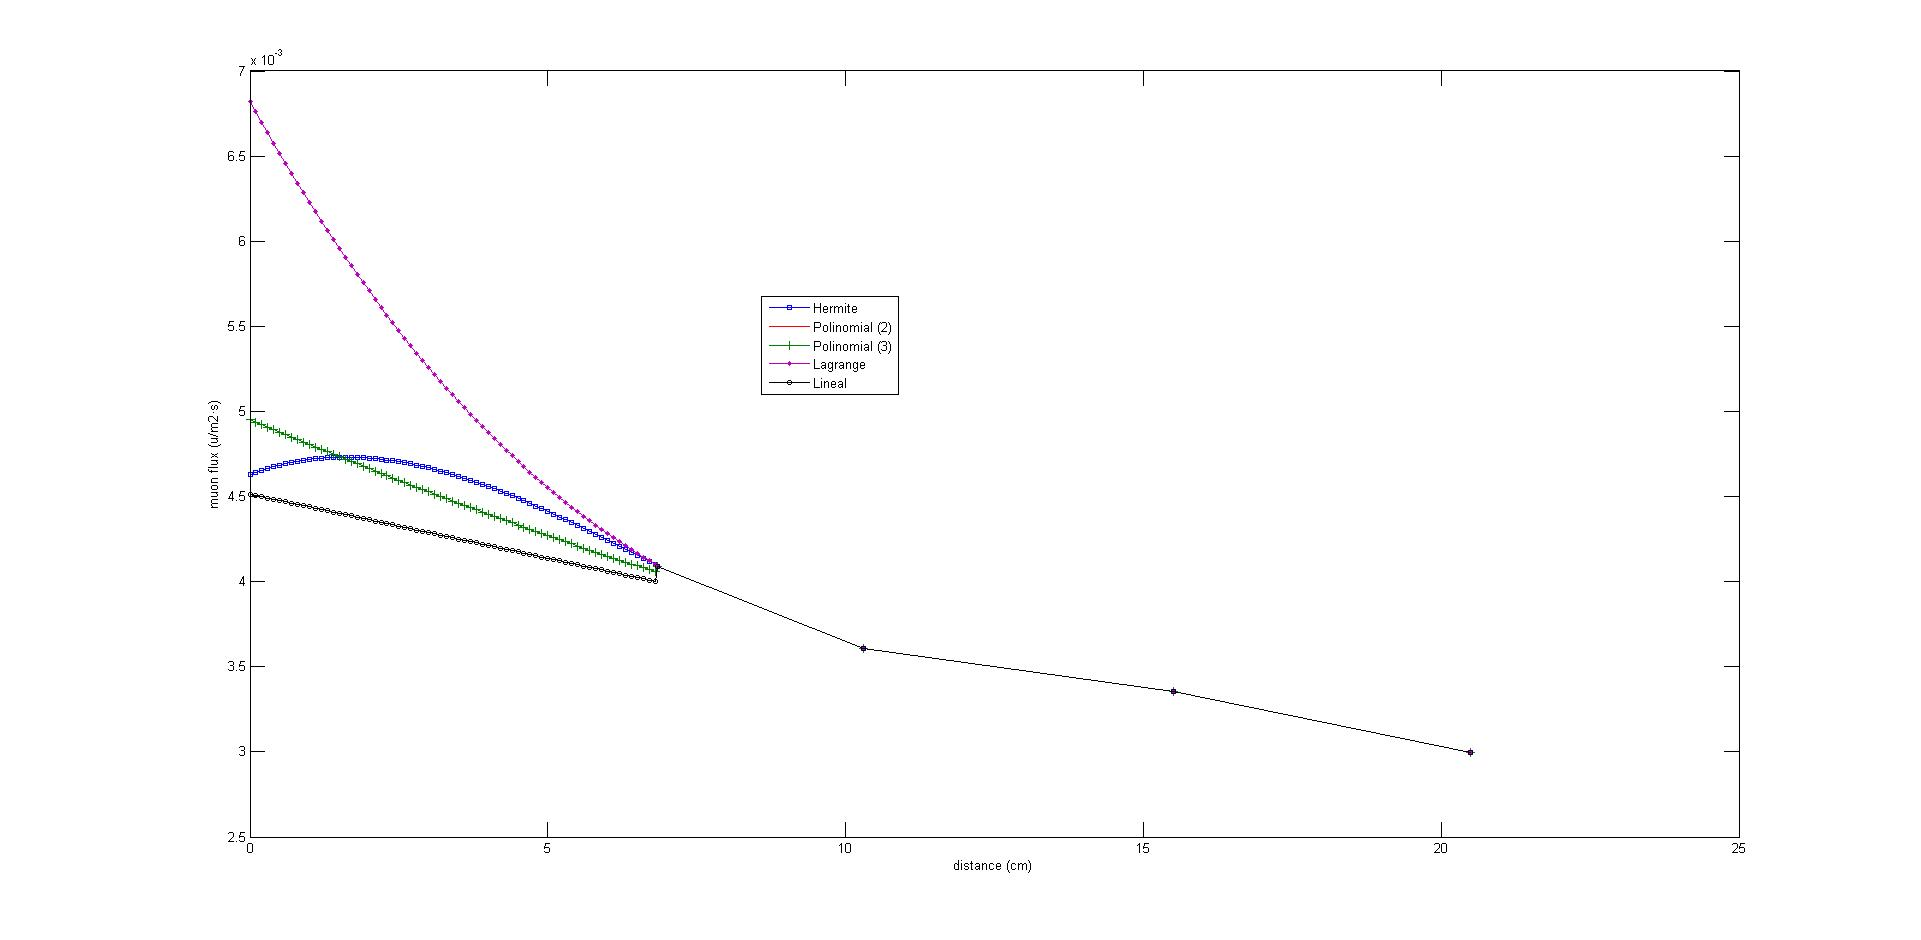 x 10-3
7
6.5
6
5.5
5
4.5
4
3.5
3
2.5
muon flux (u/m2·s)
Hermite
Polinomial (2)
Polinomial (3)
Lagrange
Lineal
0 5 10 15 20 25
distance (cm)